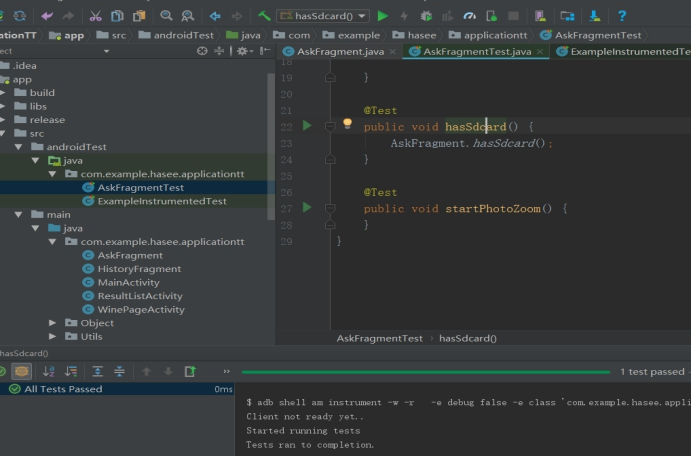 hasSdcard()
ationTT app src androidTest java com example hasee applicationtt AskFragmentTest
ect
AskFragment.java × AskFragmentTest.java × ExampleInstrumentedTe
.idea
app
build
libs
release
src
androidTest
java
com.example.hasee.applicationtt
AskFragmentTest
ExampleInstrumentedTest
main
java
com.example.hasee.applicationtt
AskFragment
HistoryFragment
MainActivity
ResultListActivity
WinePageActivity
Object
Utils
18
19 }
20
21 @Test
22 public void hasSdcard() {
23 AskFragment.hasSdcard();
24 }
25
26 @Test
27 public void startPhotoZoom() {
28 }
29 }
AskFragmentTest › hasSdcard()
hasSdcard()
1 test passed
All Tests Passed 0ms
$ adb shell am instrument -w -r -e debug false -e class 'com.example.hasee.appli
Client not ready yet..
Started running tests
Tests ran to completion.